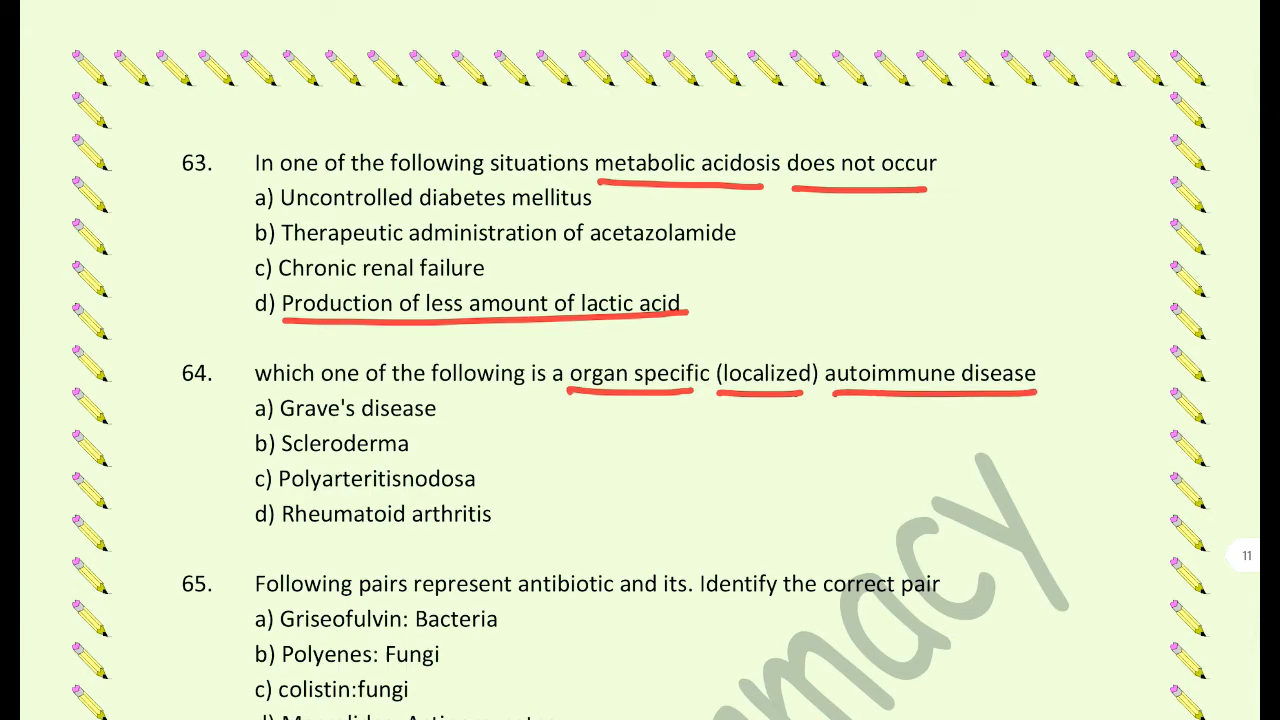 63. In one of the following situations metabolic acidosis does not occur
a) Uncontrolled diabetes mellitus
b) Therapeutic administration of acetazolamide
c) Chronic renal failure
d) Production of less amount of lactic acid
64. which one of the following is a organ specific (localized) autoimmune disease
a) Grave's disease
b) Scleroderma
c) Polyarteritisnodosa
d) Rheumatoid arthritis
11
65. Following pairs represent antibiotic and its. Identify the correct pair
a) Griseofulvin: Bacteria
b) Polyenes: Fungi
c) colistin:fungi
d)
macy